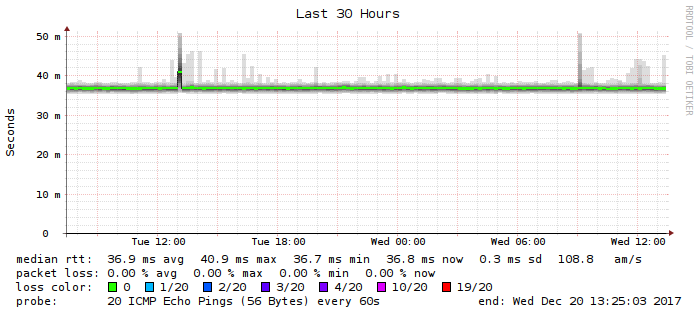 Last 30 Hours
RRDTOOL / TOBI OETIKER
Seconds
50 m
40 m
30 m
20 m
10 m
0
Tue 12:00 Tue 18:00 Wed 00:00 Wed 06:00 Wed 12:00
median rtt: 36.9 ms avg 40.9 ms max 36.7 ms min 36.8 ms now 0.3 ms sd 108.8 am/s
packet loss: 0.00 % avg 0.00 % max 0.00 % min 0.00 % now
loss color: 0 1/20 2/20 3/20 4/20 10/20 19/20
probe: 20 ICMP Echo Pings (56 Bytes) every 60s end: Wed Dec 20 13:25:03 2017